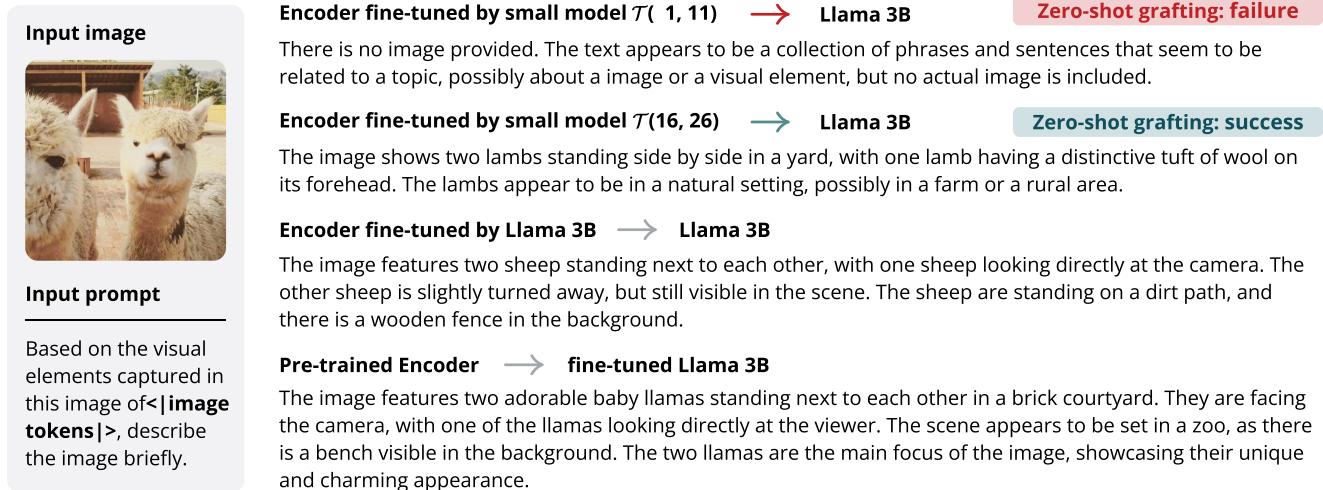 Input image
Input prompt
Based on the visual
elements captured in
this image of<|image
tokens|>, describe
the image briefly.
Encoder fine-tuned by small model 𝒯( 1, 11) → Llama 3B
Zero-shot grafting: failure
There is no image provided. The text appears to be a collection of phrases and sentences that seem to be
related to a topic, possibly about a image or a visual element, but no actual image is included.
Encoder fine-tuned by small model 𝒯(16, 26) → Llama 3B
Zero-shot grafting: success
The image shows two lambs standing side by side in a yard, with one lamb having a distinctive tuft of wool on
its forehead. The lambs appear to be in a natural setting, possibly in a farm or a rural area.
Encoder fine-tuned by Llama 3B → Llama 3B
The image features two sheep standing next to each other, with one sheep looking directly at the camera. The
other sheep is slightly turned away, but still visible in the scene. The sheep are standing on a dirt path, and
there is a wooden fence in the background.
Pre-trained Encoder → fine-tuned Llama 3B
The image features two adorable baby llamas standing next to each other in a brick courtyard. They are facing
the camera, with one of the llamas looking directly at the viewer. The scene appears to be set in a zoo, as there
is a bench visible in the background. The two llamas are the main focus of the image, showcasing their unique
and charming appearance.